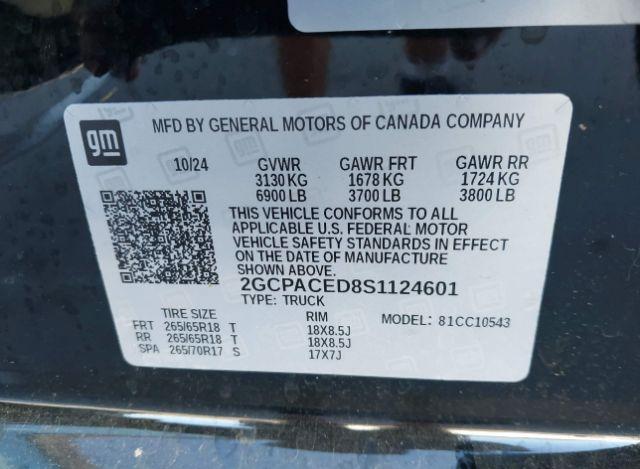 gm
MFD BY GENERAL MOTORS OF CANADA COMPANY
10/24 GVWR GAWR FRT GAWR RR
3130 KG 1678 KG 1724 KG
6900 LB 3700 LB 3800 LB
THIS VEHICLE CONFORMS TO ALL
APPLICABLE U.S. FEDERAL MOTOR
VEHICLE SAFETY STANDARDS IN EFFECT
ON THE DATE OF MANUFACTURE
SHOWN ABOVE.
2GCPACED8S1124601
TYPE: TRUCK
TIRE SIZE RIM MODEL: 81CC10543
FRT 265/65R18 T 18X8.5J
RR 265/65R18 T 18X8.5J
SPA 265/70R17 S 17X7J